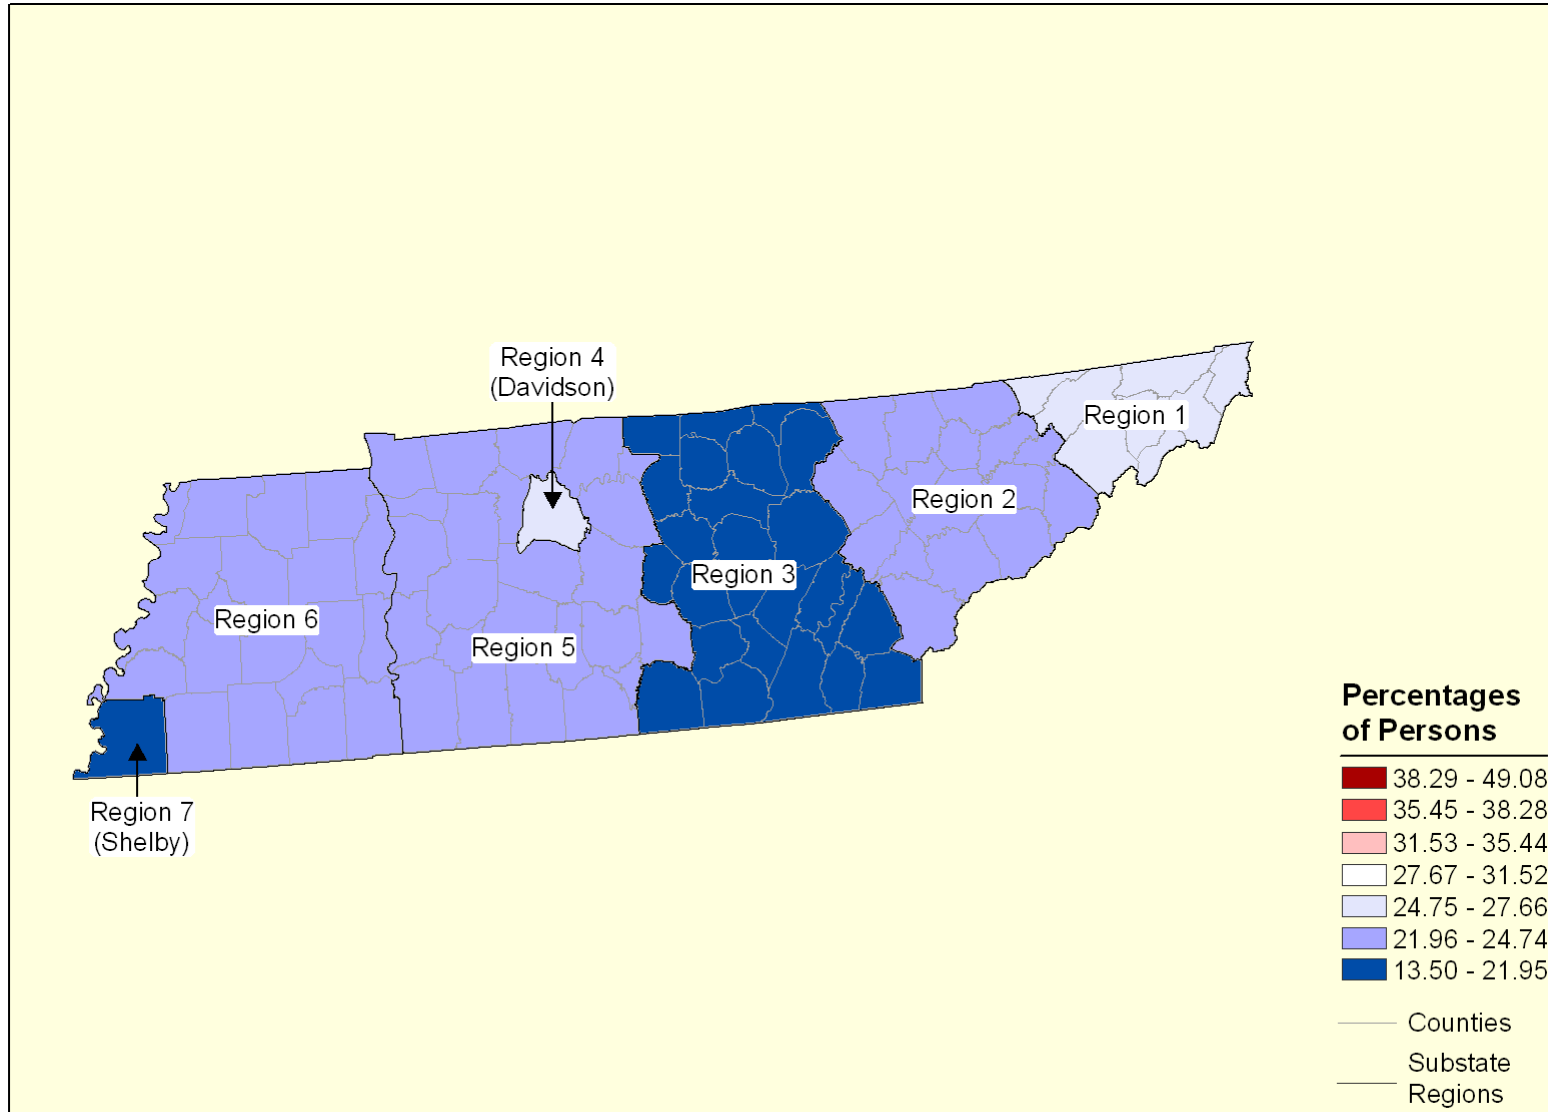 Region 4
(Davidson)
Region 1
Region 2
Region 3
Region 6
Region 5
Region 7
(Shelby)
Percentages
of Persons
38.29 - 49.08
35.45 - 38.28
31.53 - 35.44
27.67 - 31.52
24.75 - 27.66
21.96 - 24.74
13.50 - 21.95
Counties
Substate
Regions